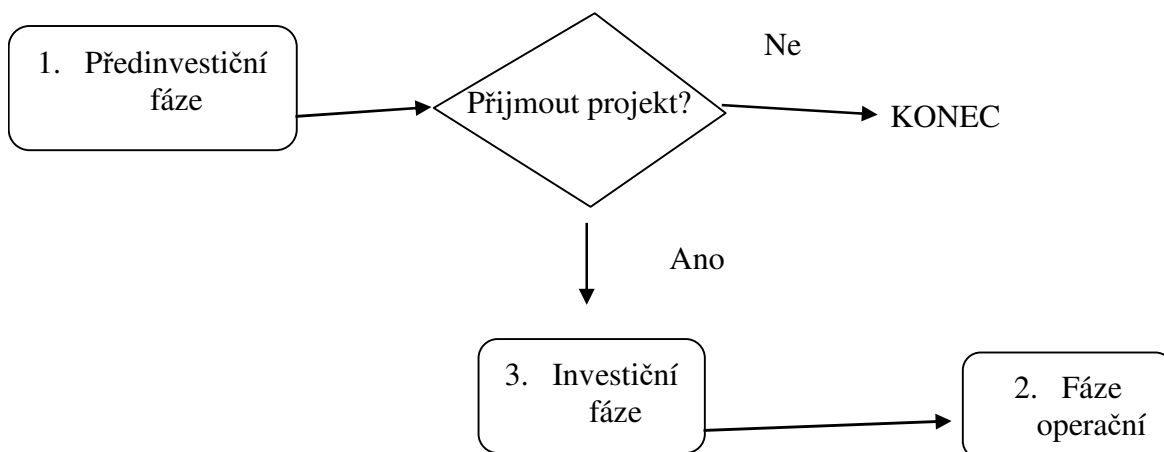 1. Předinvestiční
fáze
Přijmout projekt?
Ne
KONEC
Ano
3. Investiční
fáze
2. Fáze
operační